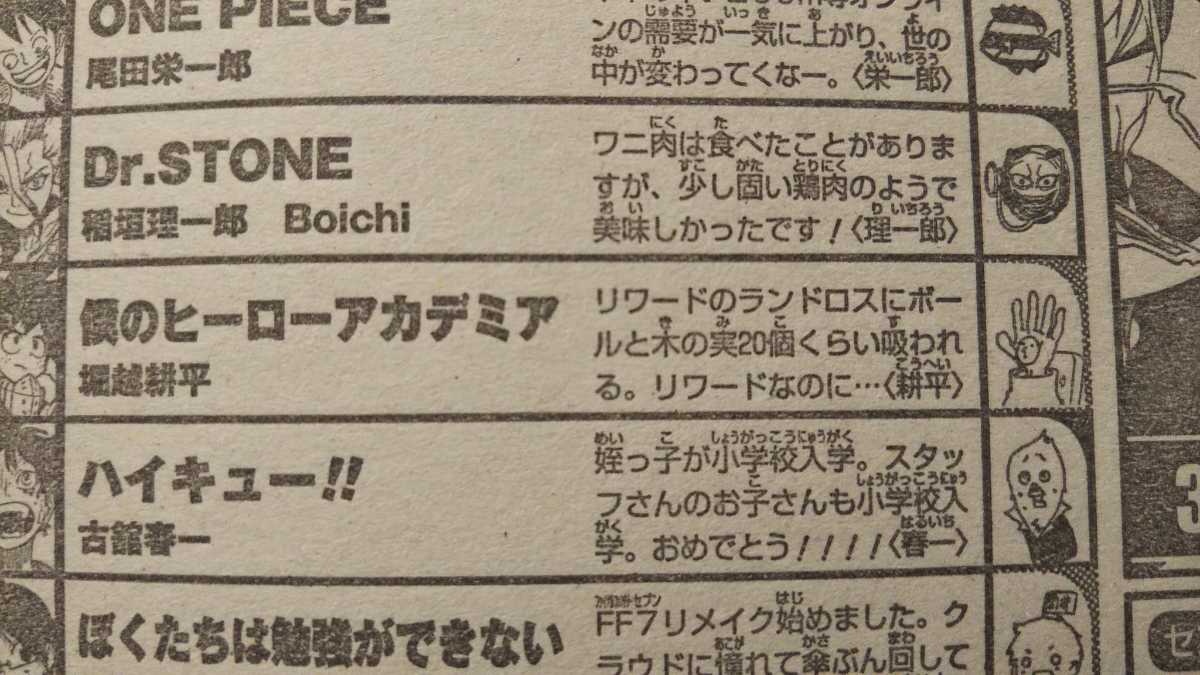 ONE PIECE
尾田栄一郎
ンの需要が一気に上がり、世の
中が変わってくなー。〈栄一郎〉
Dr.STONE
稲垣理一郎 Boichi
ワニ肉は食べたことがありま
すが、少し固い鶏肉のようで
美味しかったです!〈理一郎〉
僕のヒーローアカデミア
堀越耕平
リワードのランドロスにボー
ルと木の実20個くらい吸われ
る。リワードなのに…〈耕平〉
ハイキュー!!
古舘春一
姪っ子が小学校入学。スタッ
フさんのお子さんも小学校入
学。おめでとう!!!!〈春一〉
ぼくたちは勉強ができない
FF7リメイク始めました。ク
ラウドに憧れて傘ぶん回して